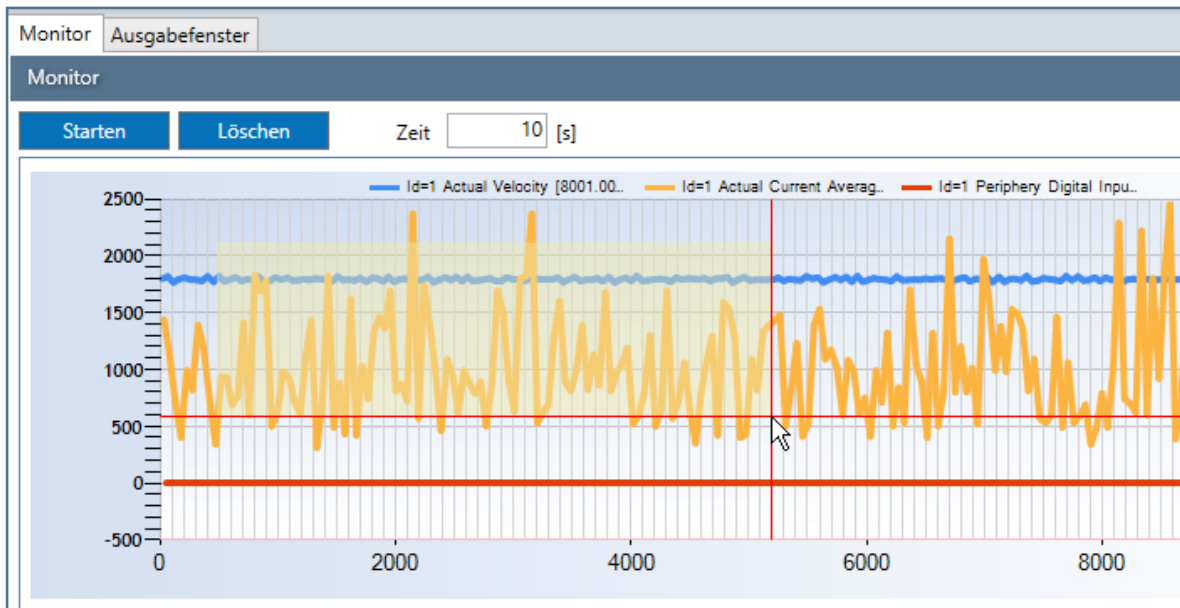 Monitor Ausgabefenster
Monitor
Starten Löschen Zeit 10 [s]
Id=1 Actual Velocity [8001.00.. Id=1 Actual Current Averag.. Id=1 Periphery Digital Inpu..
2500
2000
1500
1000
500
0
-500
0 2000 4000 6000 8000